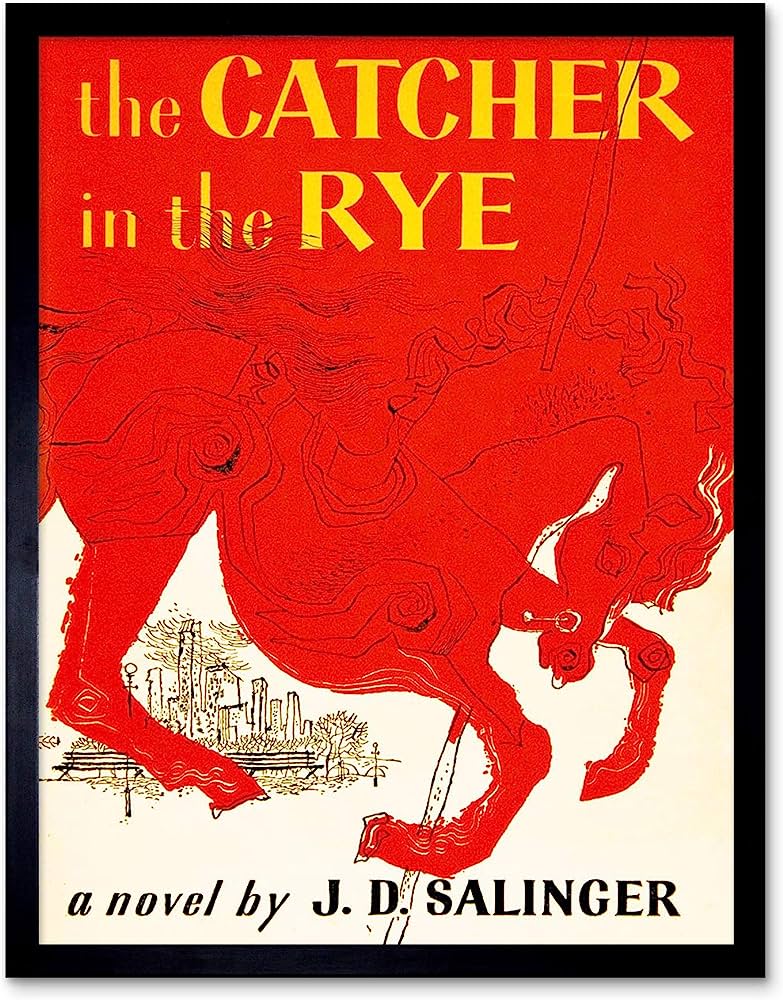 the CATCHER
in the RYE
a novel by J. D. SALINGER